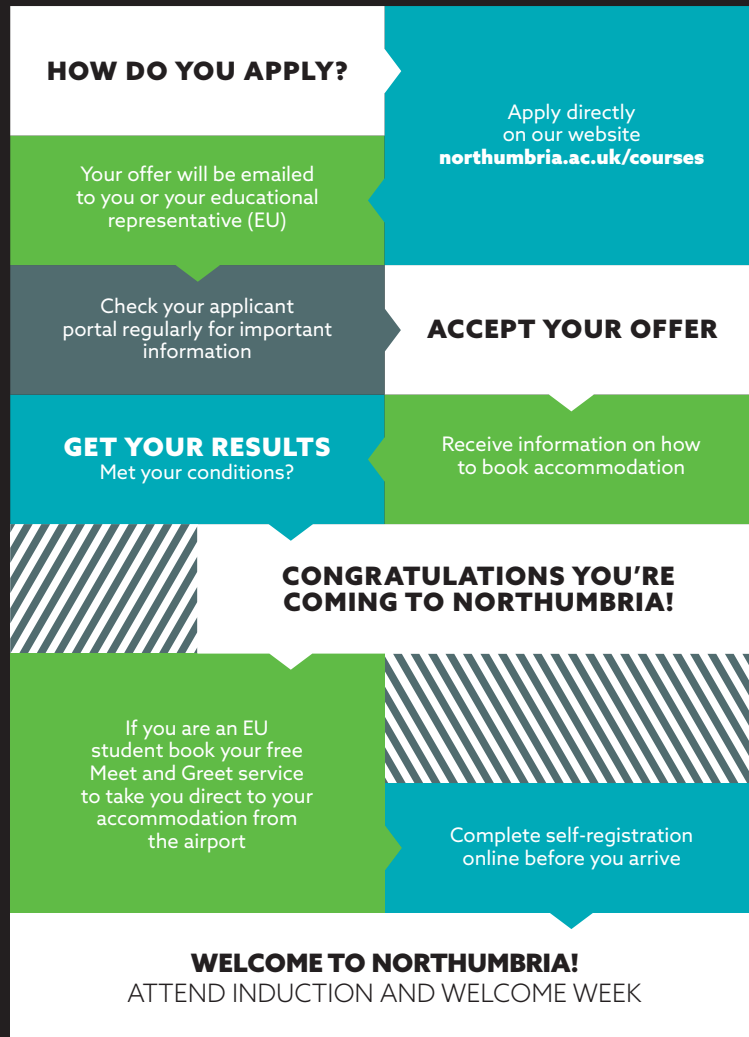 HOW DO YOU APPLY?
Apply directly
on our website
northumbria.ac.uk/courses
Your offer will be emailed
to you or your educational
representative (EU)
Check your applicant
portal regularly for important
information
ACCEPT YOUR OFFER
Receive information on how
to book accommodation
GET YOUR RESULTS
Met your conditions?
CONGRATULATIONS YOU’RE
COMING TO NORTHUMBRIA!
If you are an EU
student book your free
Meet and Greet service
to take you direct to your
accommodation from
the airport
Complete self-registration
online before you arrive
WELCOME TO NORTHUMBRIA!
ATTEND INDUCTION AND WELCOME WEEK